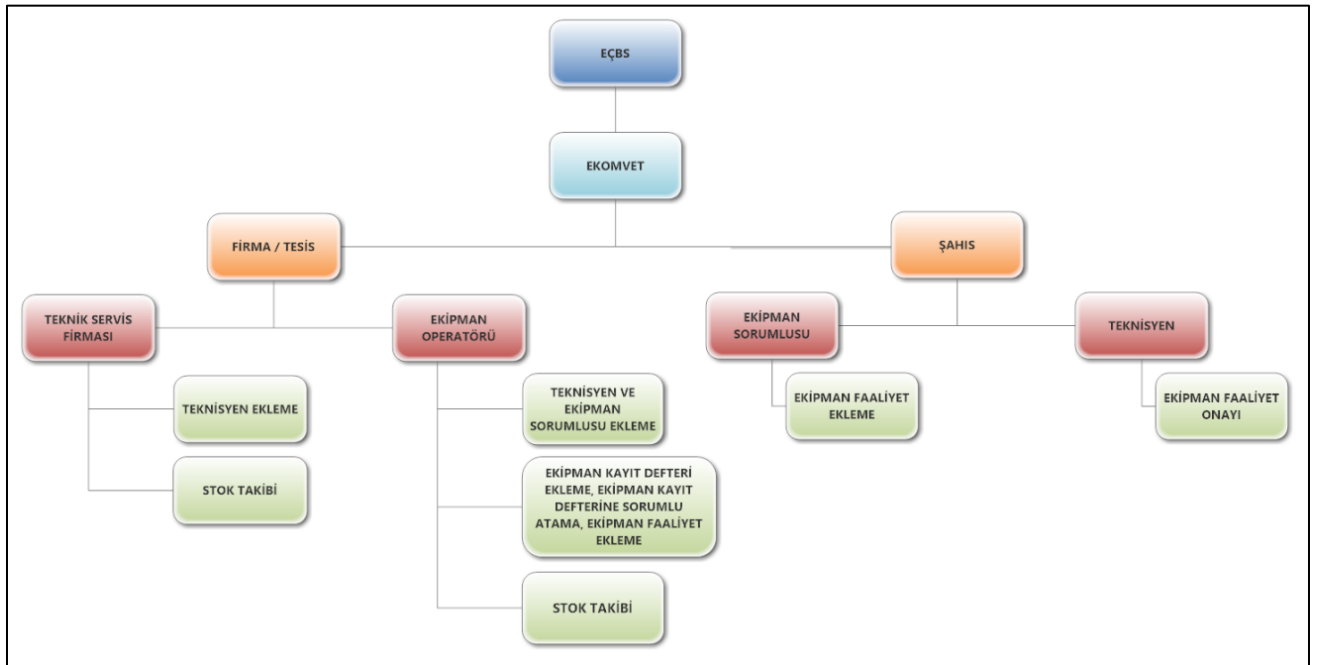 EÇBS
EKOMVET
FİRMA / TESİS
ŞAHIS
TEKNİK SERVİS
FİRMASI
EKİPMAN
OPERATÖRÜ
EKİPMAN
SORUMLUSU
TEKNİSYEN
TEKNİSYEN EKLEME
STOK TAKİBİ
TEKNİSYEN VE
EKİPMAN
SORUMLUSU EKLEME
EKİPMAN KAYIT DEFTERİ
EKLEME, EKİPMAN KAYIT
DEFTERİNE SORUMLU
ATAMA, EKİPMAN FAALİYET
EKLEME
STOK TAKİBİ
EKİPMAN FAALİYET
EKLEME
EKİPMAN FAALİYET
ONAYI